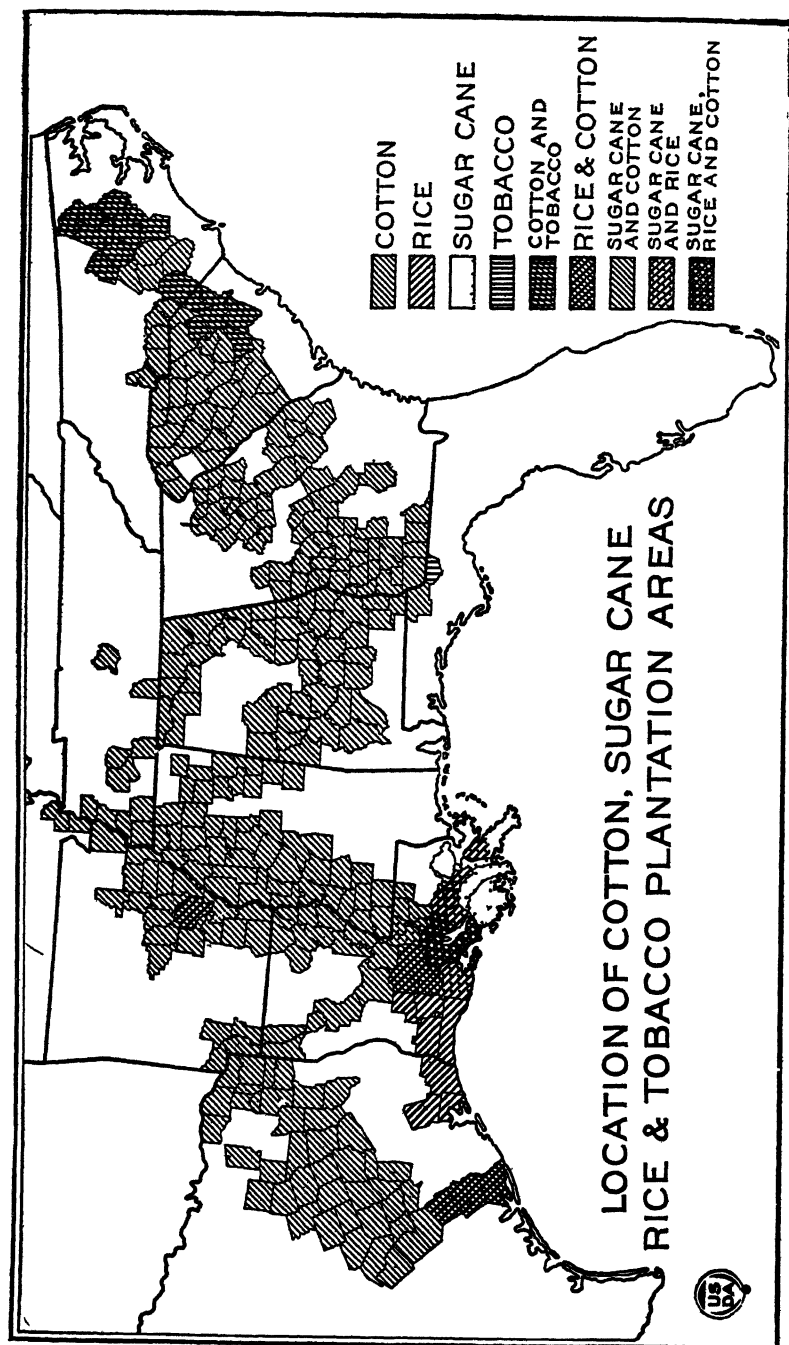 COTTON
RICE
SUGAR CANE
TOBACCO
COTTON AND
TOBACCO
RICE & COTTON
SUGAR CANE
AND COTTON
SUGAR CANE
AND RICE
SUGAR CANE,
RICE AND COTTON
LOCATION OF COTTON, SUGAR CANE
RICE & TOBACCO PLANTATION AREAS
US
DA